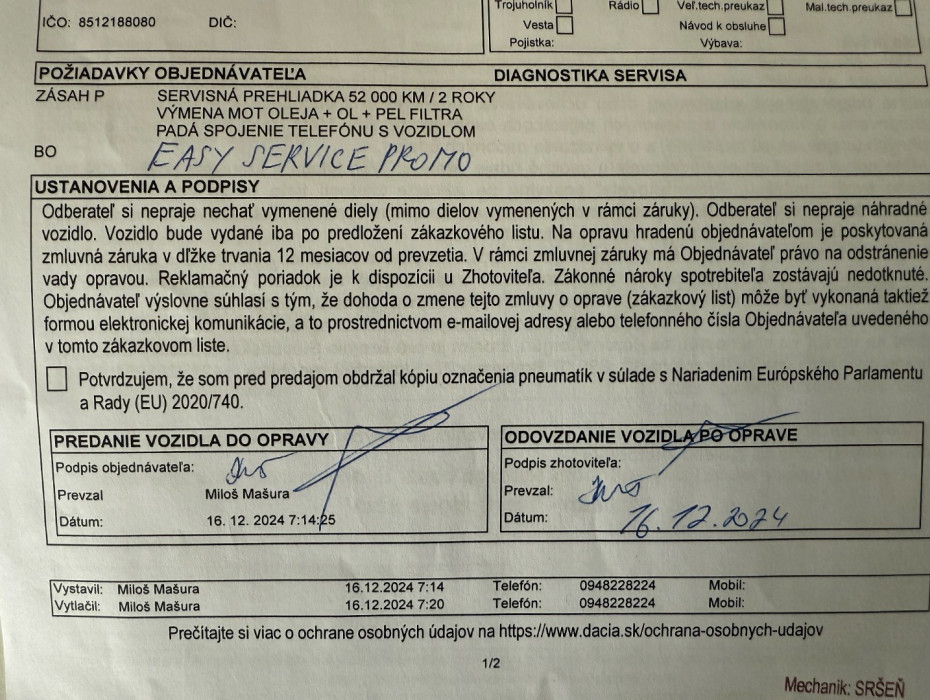 Trojuholník Rádio Veľ.tech.preukaz Mal.tech.preukaz
IČO: 8512188080 DIČ: Vesta Návod k obsluhe
Pojistka: Výbava:
POŽIADAVKY OBJEDNÁVATEĽA DIAGNOSTIKA SERVISA
ZÁSAH P SERVISNÁ PREHLIADKA 52 000 KM / 2 ROKY
VÝMENA MOT OLEJA + OL + PEL FILTRA
PADÁ SPOJENIE TELEFÓNU S VOZIDLOM
BO EASY SERVICE PROMO
USTANOVENIA A PODPISY
Odberateľ si nepraje nechať vymenené diely (mimo dielov vymenených v rámci záruky). Odberateľ si nepraje náhradné
vozidlo. Vozidlo bude vydané iba po predložení zákazkového listu. Na opravu hradenú objednávateľom je poskytovaná
zmluvná záruka v dľžke trvania 12 mesiacov od prevzetia. V rámci zmluvnej záruky má Objednávateľ právo na odstránenie
vady opravou. Reklamačný poriadok je k dispozícii u Zhotoviteľa. Zákonné nároky spotrebiteľa zostávajú nedotknuté.
Objednávateľ výslovne súhlasí s tým, že dohoda o zmene tejto zmluvy o oprave (zákazkový list) môže byť vykonaná taktiež
formou elektronickej komunikácie, a to prostredníctvom e-mailovej adresy alebo telefonného čísla Objednávateľa uvedeného
v tomto zákazkovom liste.
Potvrdzujem, že som pred predajom obdržal kópiu označenia pneumatík v súlade s Nariadením Európského Parlamentu
a Rady (EU) 2020/740.
PREDANIE VOZIDLA DO OPRAVY ODOVZDANIE VOZIDLA PO OPRAVE
Podpis objednávateľa: Podpis zhotoviteľa:
Prevzal Miloš Mašura Prevzal:
Dátum: 16. 12. 2024 7:14:25 Dátum: 16.12.2024
Vystavil: Miloš Mašura 16.12.2024 7:14 Telefón: 0948228224 Mobil:
Vytlačil: Miloš Mašura 16.12.2024 7:20 Telefón: 0948228224 Mobil:
Prečítajte si viac o ochrane osobných údajov na https://www.dacia.sk/ochrana-osobnych-udajov
1/2
Mechanik: SRŠEŇ